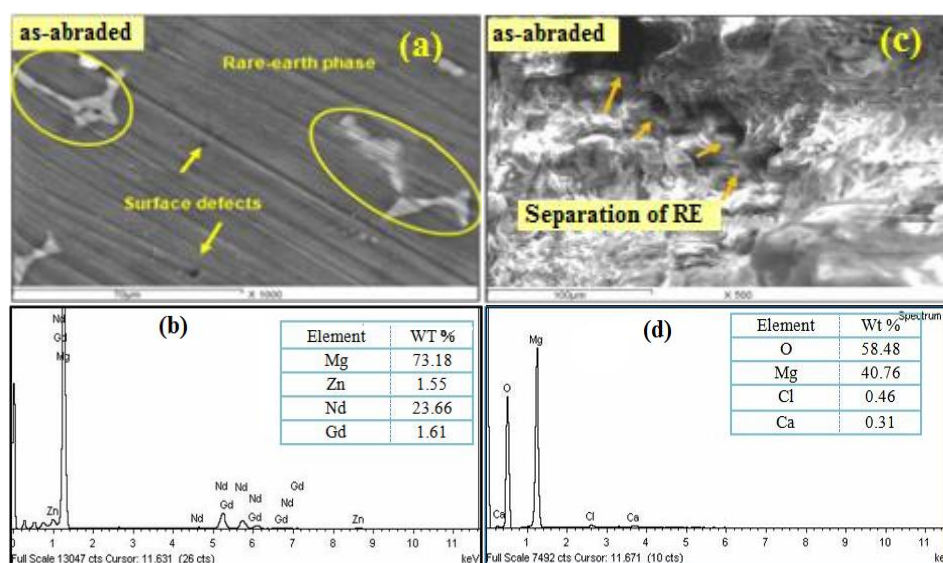 as-abraded
(a)
Rare-earth phase
Surface defects
X 1000
as-abraded
(c)
Separation of RE
100µm
X 500
(b)
Nd
Gd
Mg
Element WT %
Mg 73.18
Zn 1.55
Nd 23.66
Gd 1.61
Zn
Nd
Nd
Gd
Nd
Nd
Gd
Nd
Gd
Gd
Zn
0 1 2 3 4 5 6 7 8 9 10 11
Full Scale 13047 cts Cursor: 11.631 (26 cts)
keV
Spectrum
(d)
Element Wt %
O 58.48
Mg 40.76
Cl 0.46
Ca 0.31
Mg
O
Ca
Cl
Ca
0 1 2 3 4 5 6 7 8 9 10 11
Full Scale 7492 cts Cursor: 11.671 (10 cts)
ke